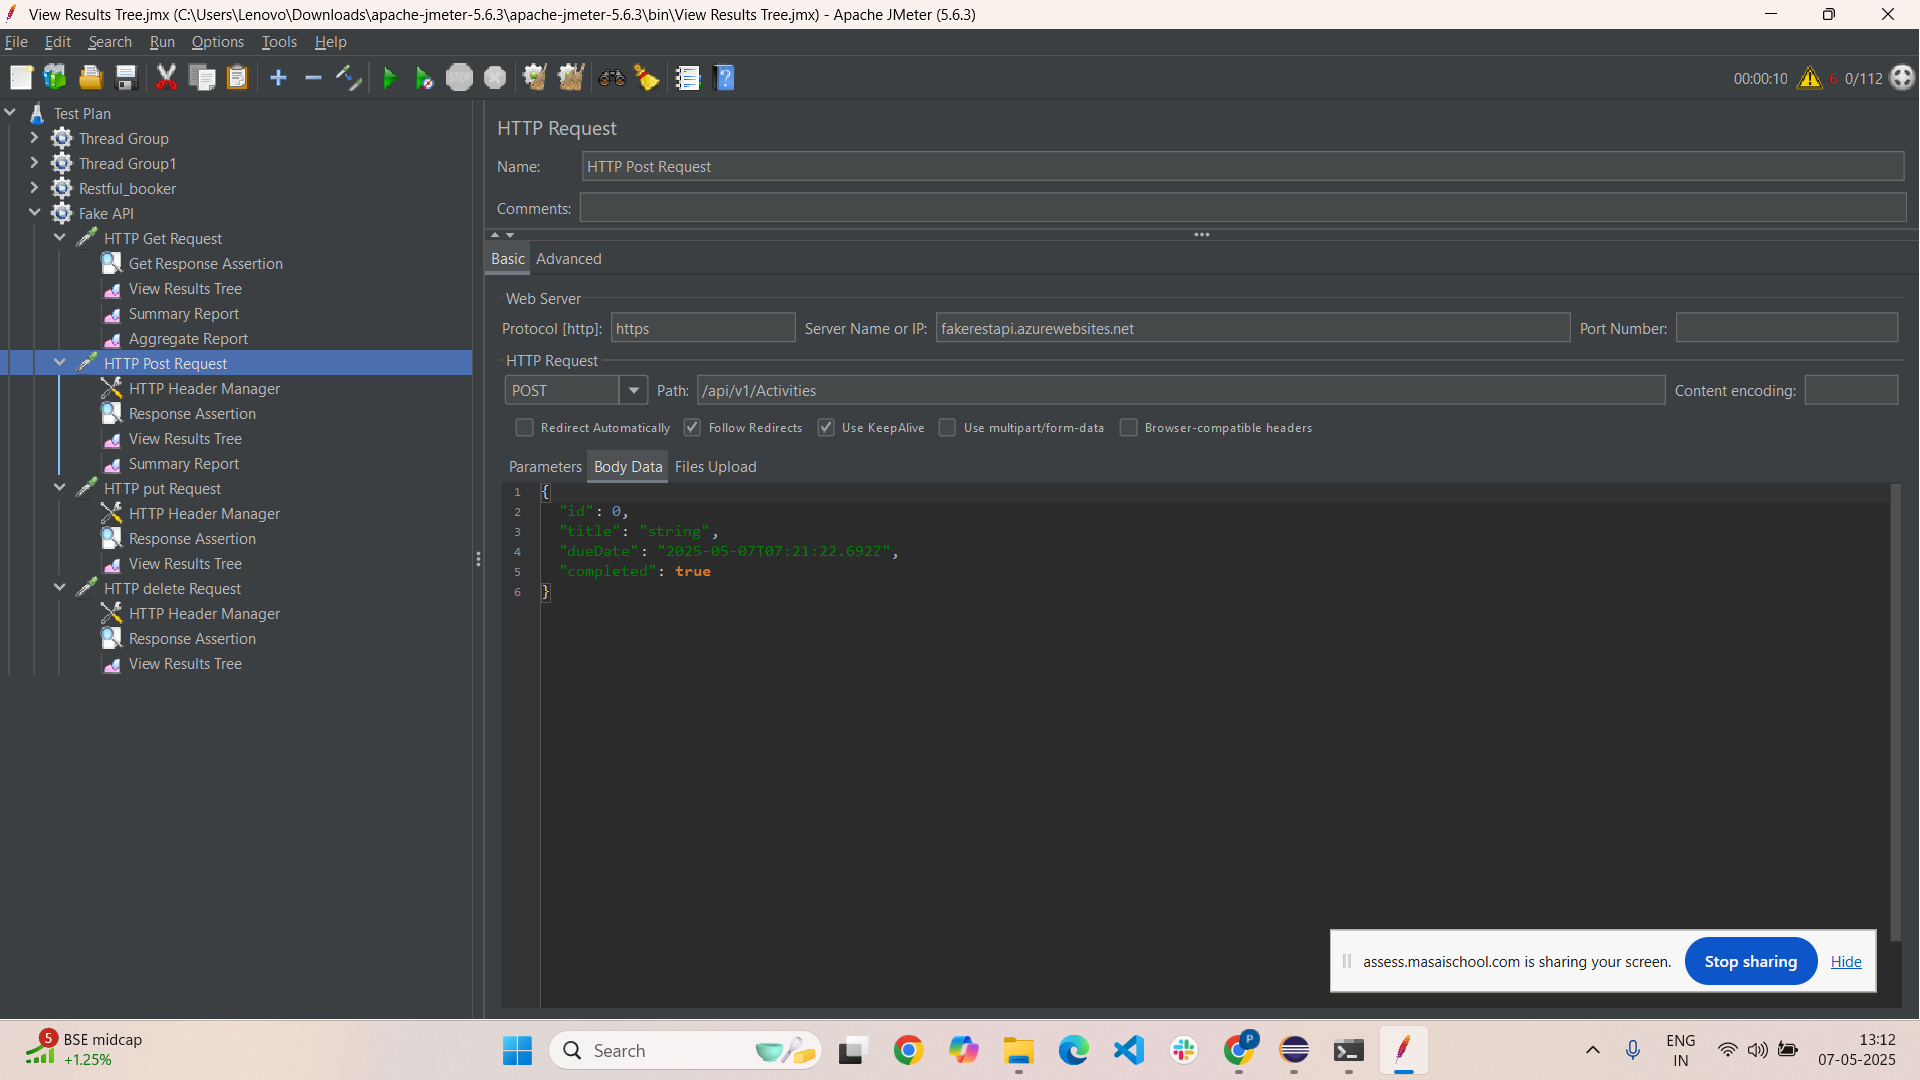 View Results Tree.jmx (C:\Users\Lenovo\Downloads\apache-jmeter-5.6.3\apache-jmeter-5.6.3\bin\View Results Tree.jmx) - Apache JMeter (5.6.3)
File Edit Search Run Options Tools Help
STOP
00:00:10 6 0/112
Test Plan
Thread Group
Thread Group1
Restful_booker
Fake API
HTTP Get Request
Get Response Assertion
View Results Tree
Summary Report
Aggregate Report
HTTP Post Request
HTTP Header Manager
Response Assertion
View Results Tree
Summary Report
HTTP put Request
HTTP Header Manager
Response Assertion
View Results Tree
HTTP delete Request
HTTP Header Manager
Response Assertion
View Results Tree
HTTP Request
Name: HTTP Post Request
Comments:
Basic Advanced
Web Server
Protocol [http]: https Server Name or IP: fakerestapi.azurewebsites.net Port Number:
HTTP Request
POST Path: /api/v1/Activities Content encoding:
Redirect Automatically Follow Redirects Use KeepAlive Use multipart/form-data Browser-compatible headers
Parameters Body Data Files Upload
1 {
2 "id": 0,
3 "title": "string",
4 "dueDate": "2025-05-07T07:21:22.692Z",
5 "completed": true
6 }
assess.masaischool.com is sharing your screen. Stop sharing Hide
5 BSE midcap
+1.25%
Search
P
ENG
IN
13:12
07-05-2025